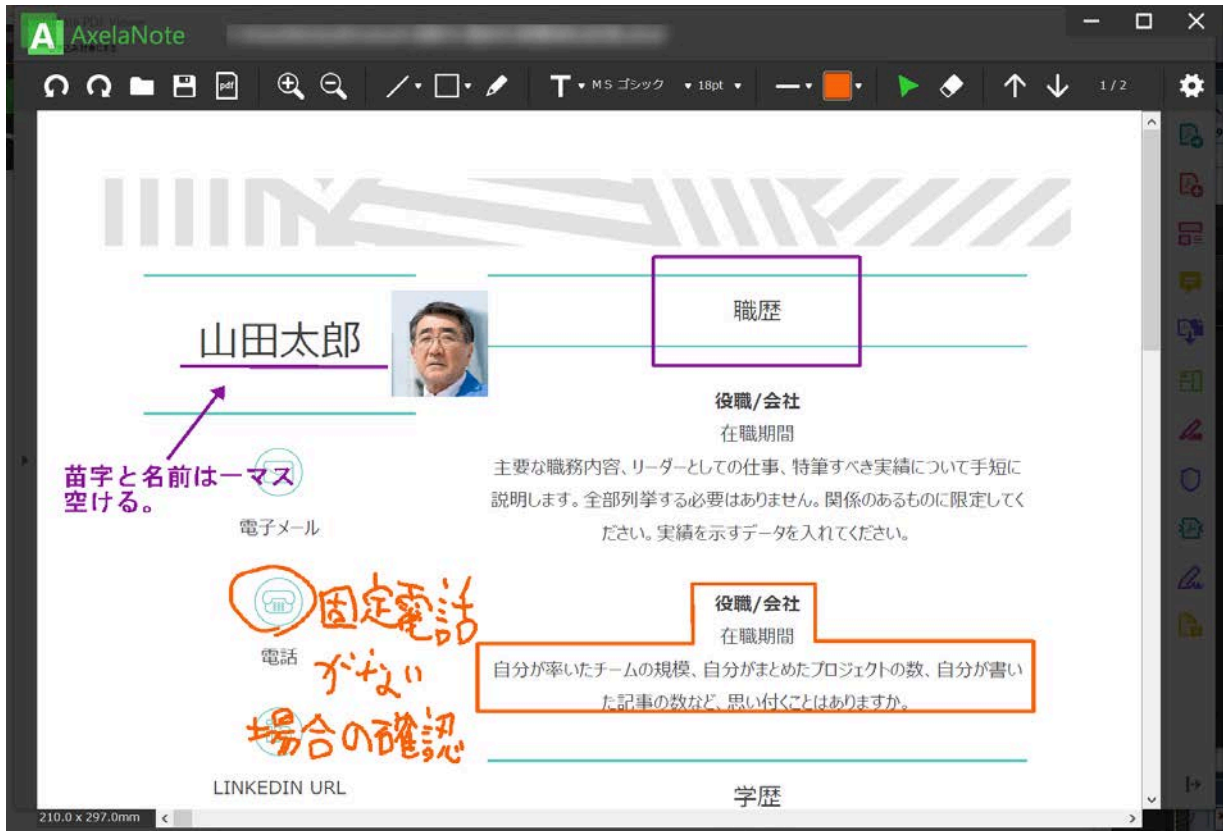 AxelaNote
MS ゴシック
18pt
1 / 2
山田太郎
苗字と名前は一マス
空ける。
電子メール
固定電話
がない
場合の確認
電話
LINKEDIN URL
職歴
役職/会社
在職期間
主要な職務内容、リーダーとしての仕事、特筆すべき実績について手短に
説明します。全部列挙する必要はありません。関係のあるものに限定してく
ださい。実績を示すデータを入れてください。
役職/会社
在職期間
自分が率いたチームの規模、自分がまとめたプロジェクトの数、自分が書い
た記事の数など、思い付くことはありますか。
学歴
210.0 x 297.0mm